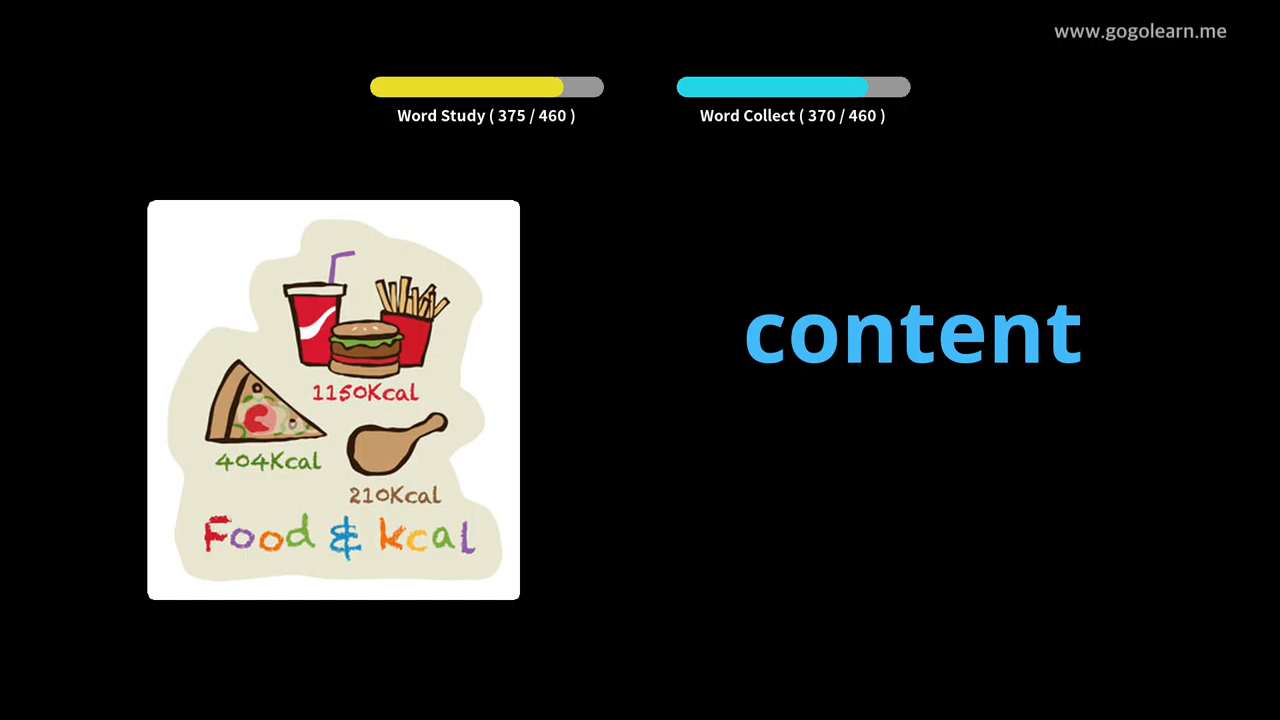 www.gogolearn.me
Word Study ( 375 / 460 )
Word Collect ( 370 / 460 )
content
1150Kcal
404Kcal
210Kcal
Food & kcal